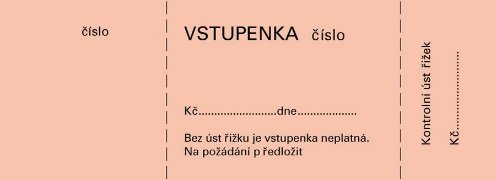 číslo
VSTUPENKA číslo
Kč.........................dne...................
Bez úst řižku je vstupenka neplatná.
Na požádání p ředložit
Kontrolní úst řižek
Kč.........................